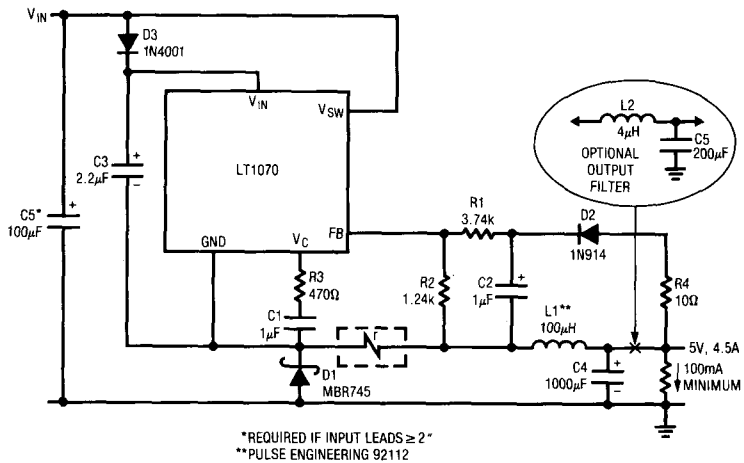 VIN
D3
1N4001
VIN
VSW
LT1070
GND
VC
FB
C3
2.2µF
+
−
C5*
100µF
+
R3
470Ω
C1
1µF
r
D1
MBR745
R1
3.74k
R2
1.24k
C2
1µF
+
D2
1N914
R4
10Ω
L1**
100µH
C4
1000µF
+
−
5V, 4.5A
100mA
MINIMUM
L2
4µH
C5
200µF
+
OPTIONAL
OUTPUT
FILTER
*REQUIRED IF INPUT LEADS ≥ 2"
**PULSE ENGINEERING 92112